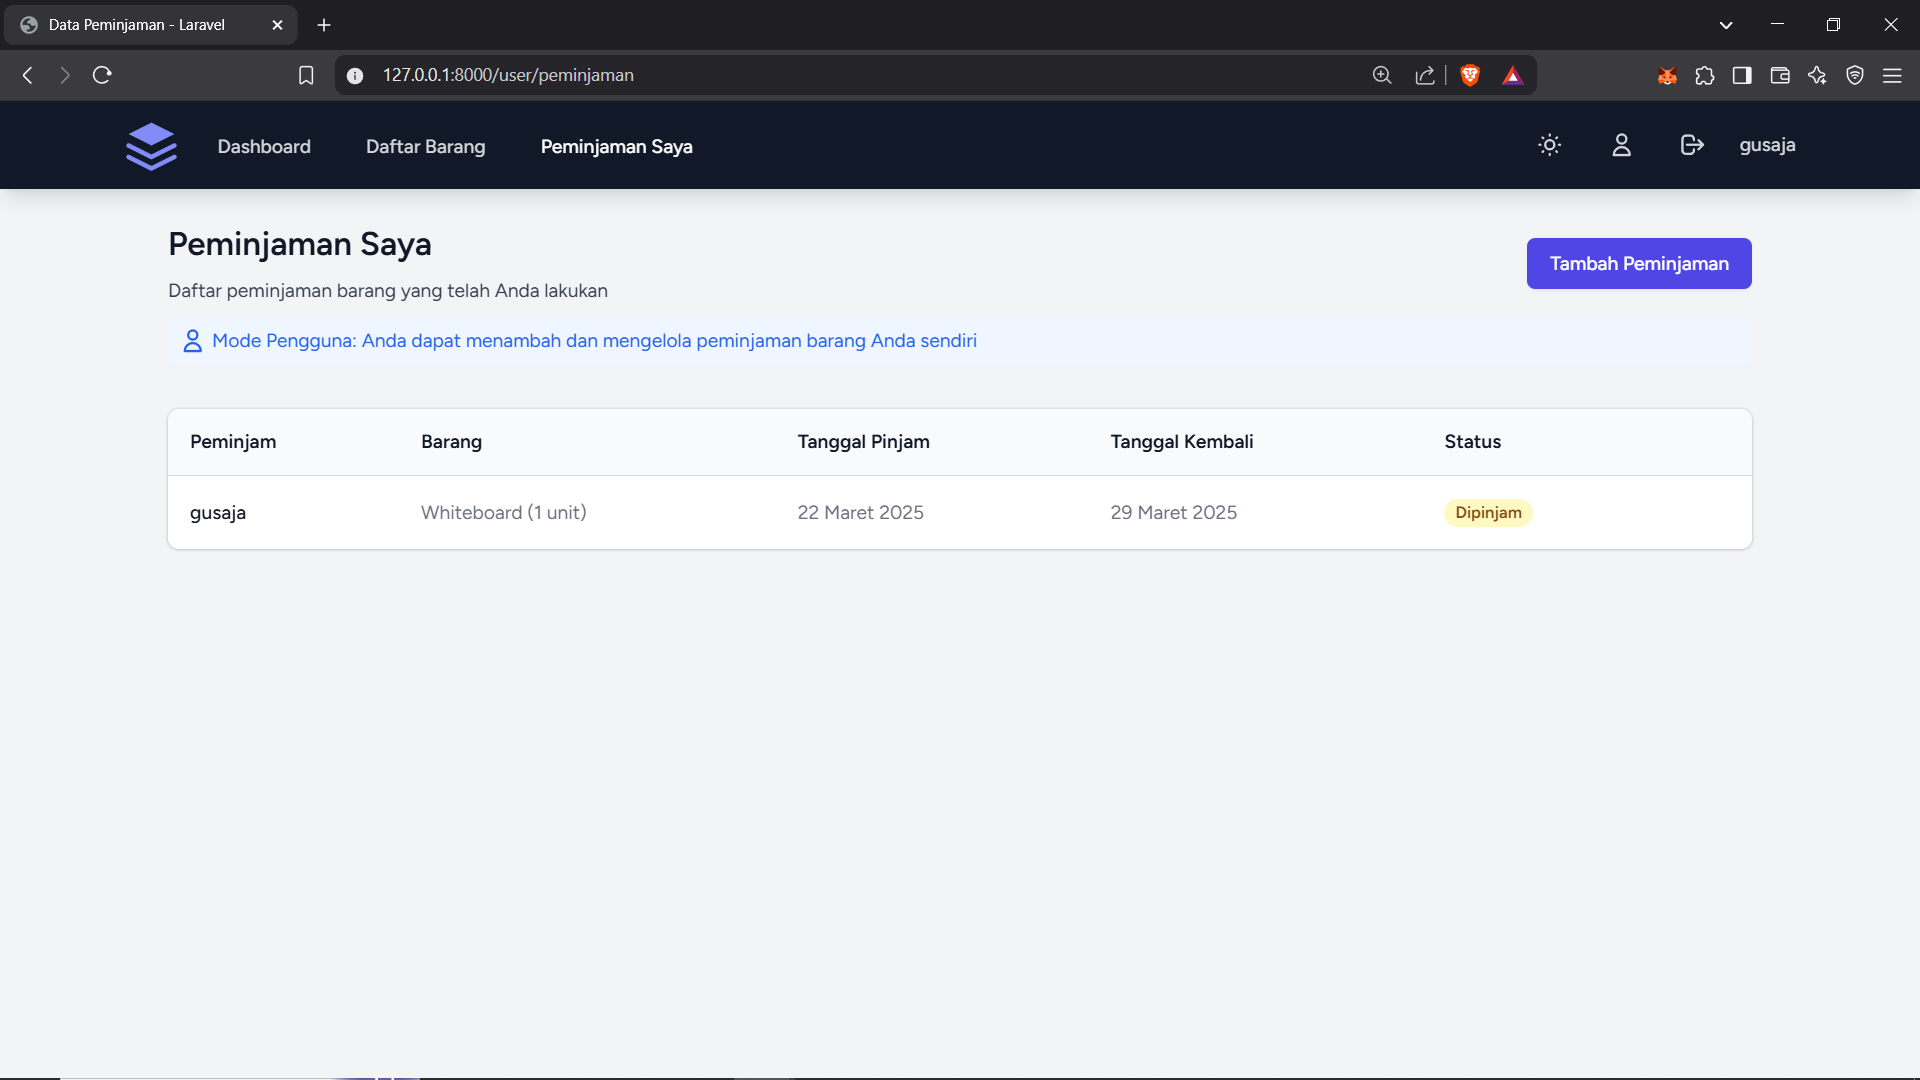 Data Peminjaman - Laravel
127.0.0.1:8000/user/peminjaman
Dashboard Daftar Barang Peminjaman Saya gusaja
Peminjaman Saya
Tambah Peminjaman
Daftar peminjaman barang yang telah Anda lakukan
Mode Pengguna: Anda dapat menambah dan mengelola peminjaman barang Anda sendiri
Peminjam Barang Tanggal Pinjam Tanggal Kembali Status
gusaja Whiteboard (1 unit) 22 Maret 2025 29 Maret 2025 Dipinjam